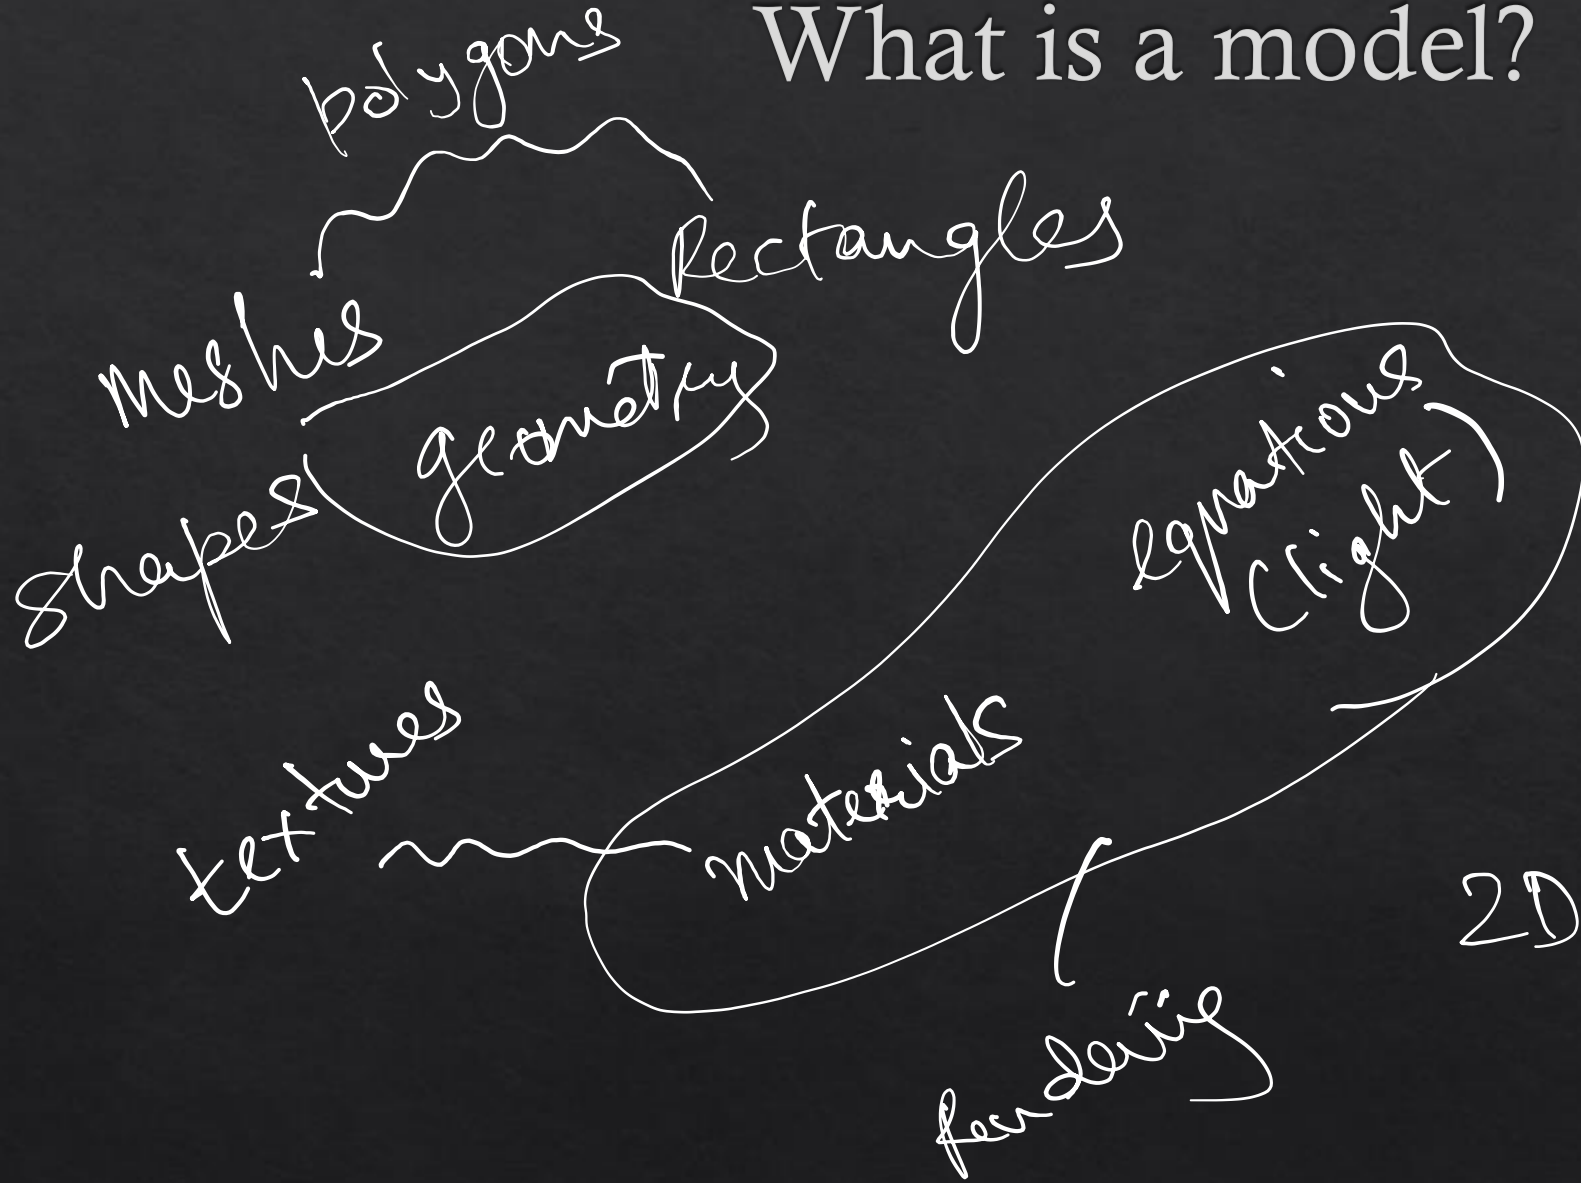 What is a model?
polygons
Rectangles
meshes
geometry
shapes
equations
(light)
textures
materials
2D
Rendering